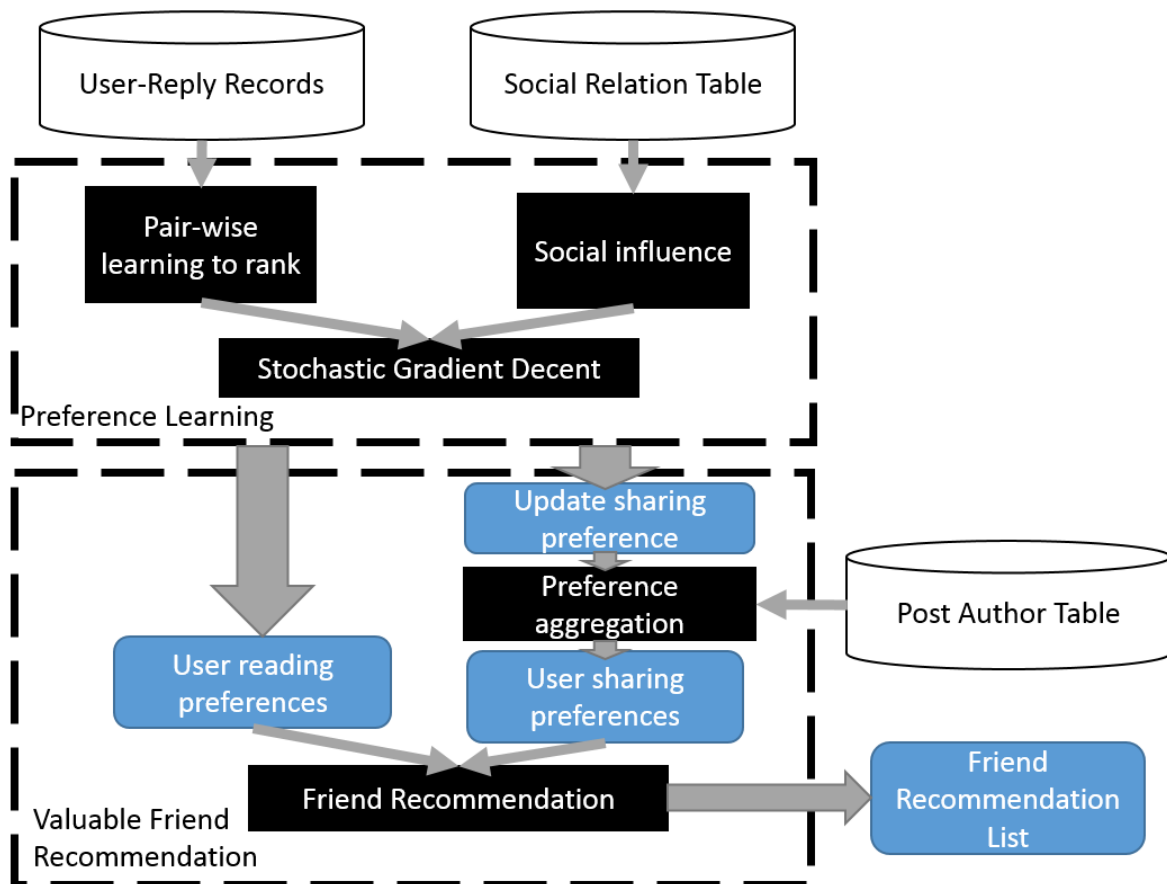 User-Reply Records
Social Relation Table
Pair-wise
learning to rank
Social influence
Stochastic Gradient Decent
Preference Learning
Update sharing
preference
Preference
aggregation
Post Author Table
User reading
preferences
User sharing
preferences
Friend Recommendation
Friend
Recommendation
List
Valuable Friend
Recommendation